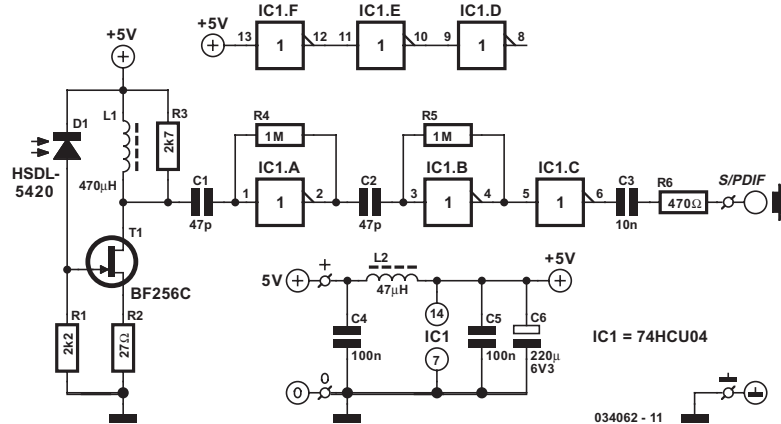 IC1.F
IC1.E
IC1.D
+5V
+5V
13
1
12
11
1
10
9
1
8
D1
L1
R3
2k7
HSDL-
5420
470μH
R4
1M
R5
1M
C1
47p
IC1.A
1
1
2
C2
47p
IC1.B
3
1
4
IC1.C
5
1
6
C3
10n
R6
470Ω
S/PDIF
T1
BF256C
R1
2k2
R2
27Ω
5V
+
L2
47μH
+5V
C4
100n
14
IC1
7
C5
100n
C6
220μ
6V3
IC1 = 74HCU04
0
0
034062 - 11